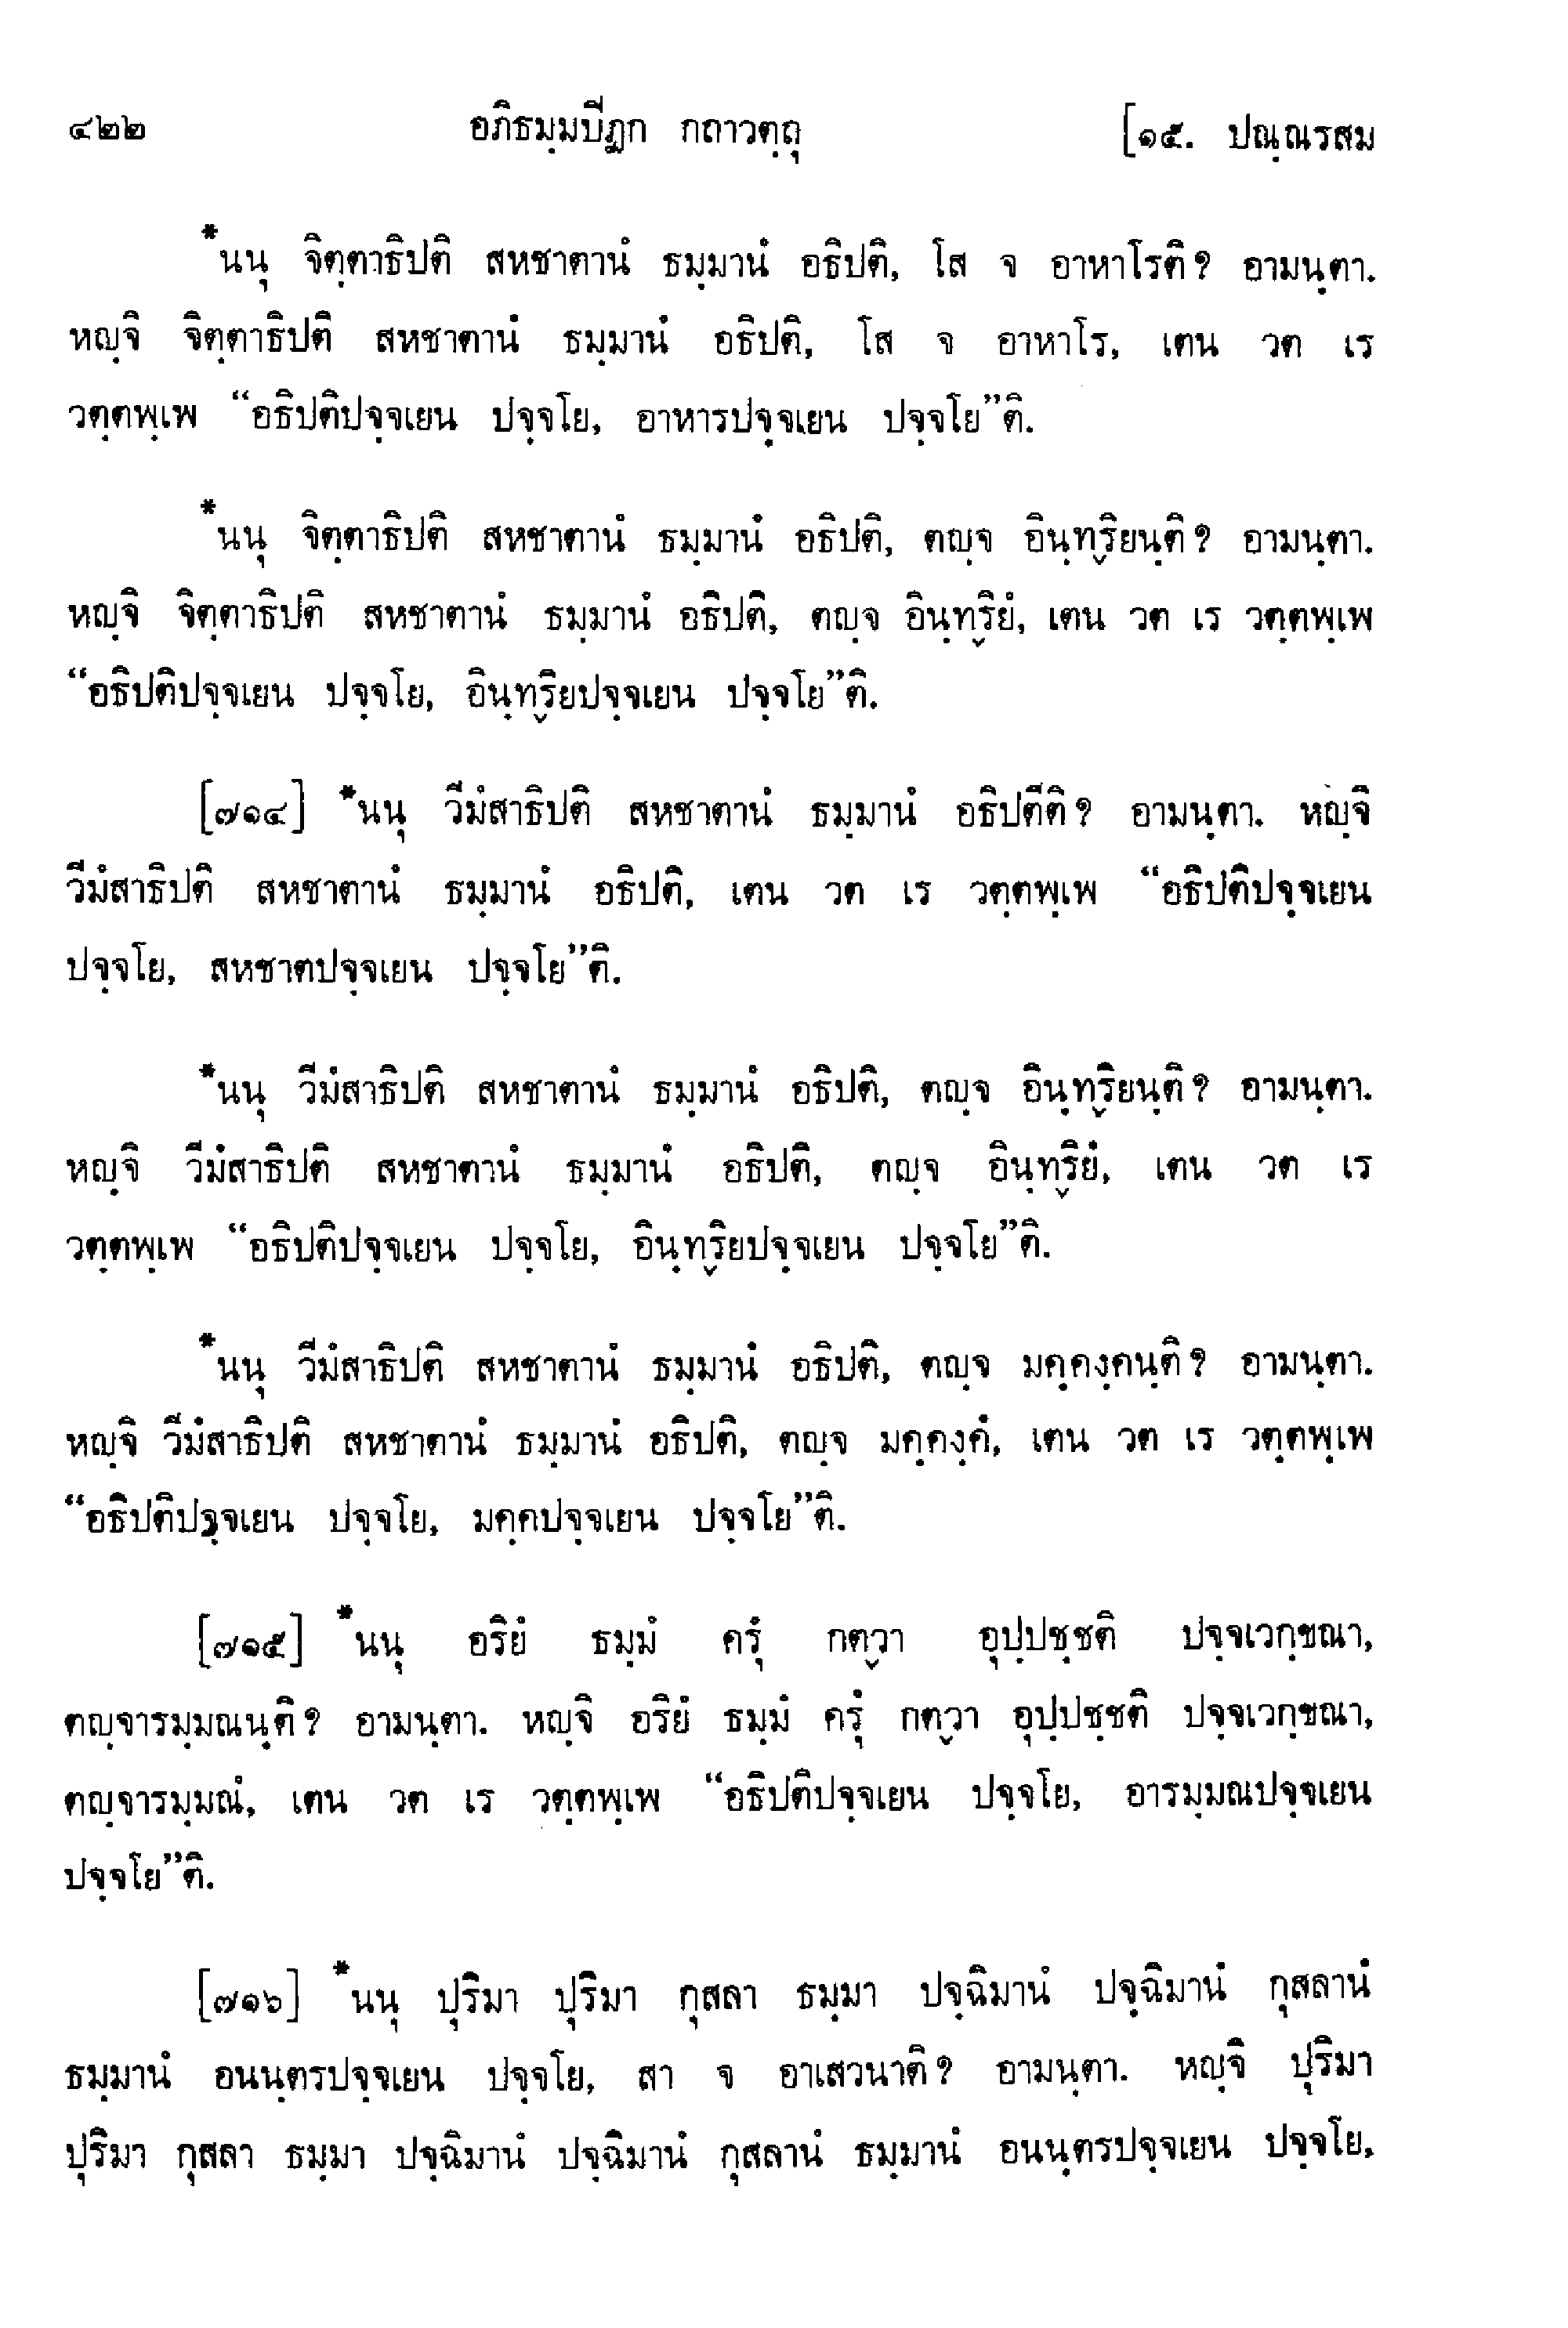 ๔๒๒ อภิธมฺมปีฏก กถาวตฺถุ [๑๕. ปณฺณรสม
*นนุ จิตฺตาธิปติ สหชาตานํ ธมฺมานํ อธิปติ, โส จ อาหาโรติ? อามนฺตา.
หญฺจิ จิตฺตาธิปติ สหชาตานํ ธมฺมานํ อธิปติ, โส จ อาหาโร, เตน วต เร
วตฺตพฺเพ “อธิปติปจฺจเยน ปจฺจโย, อาหารปจฺจเยน ปจฺจโย”ติ.
*นนุ จิตฺตาธิปติ สหชาตานํ ธมฺมานํ อธิปติ, ตญฺจ อินฺทฺริยนฺติ? อามนฺตา.
หญฺจิ จิตฺตาธิปติ สหชาตานํ ธมฺมานํ อธิปติ, ตญฺจ อินฺทฺริยํ, เตน วต เร วตฺตพฺเพ
“อธิปติปจฺจเยน ปจฺจโย, อินฺทฺริยปจฺจเยน ปจฺจโย”ติ.
[๗๑๔] *นนุ วีมํสาธิปติ สหชาตานํ ธมฺมานํ อธิปตีติ? อามนฺตา. หญฺจิ
วีมํสาธิปติ สหชาตานํ ธมฺมานํ อธิปติ, เตน วต เร วตฺตพฺเพ “อธิปติปจฺจเยน
ปจฺจโย, สหชาตปจฺจเยน ปจฺจโย”ติ.
*นนุ วีมํสาธิปติ สหชาตานํ ธมฺมานํ อธิปติ, ตญฺจ อินฺทฺริยนฺติ? อามนฺตา.
หญฺจิ วีมํสาธิปติ สหชาตานํ ธมฺมานํ อธิปติ, ตญฺจ อินฺทฺริยํ, เตน วต เร
วตฺตพฺเพ “อธิปติปจฺจเยน ปจฺจโย, อินฺทฺริยปจฺจเยน ปจฺจโย”ติ.
*นนุ วีมํสาธิปติ สหชาตานํ ธมฺมานํ อธิปติ, ตญฺจ มคฺคงฺคนฺติ? อามนฺตา.
หญฺจิ วีมํสาธิปติ สหชาตานํ ธมฺมานํ อธิปติ, ตญฺจ มคฺคงฺคํ, เตน วต เร วตฺตพฺเพ
“อธิปติปจฺจเยน ปจฺจโย, มคฺคปจฺจเยน ปจฺจโย”ติ.
[๗๑๕] *นนุ อริยํ ธมฺมํ ครุํ กตฺวา อุปฺปชฺชติ ปจฺจเวกฺขณา,
ตญฺจารมฺมณนฺติ? อามนฺตา. หญฺจิ อริยํ ธมฺมํ ครุํ กตฺวา อุปฺปชฺชติ ปจฺจเวกฺขณา,
ตญฺจารมฺมณํ, เตน วต เร วตฺตพฺเพ “อธิปติปจฺจเยน ปจฺจโย, อารมฺมณปจฺจเยน
ปจฺจโย”ติ.
[๗๑๖] *นนุ ปุริมา ปุริมา กุสลา ธมฺมา ปจฺฉิมานํ ปจฺฉิมานํ กุสลานํ
ธมฺมานํ อนนฺตรปจฺจเยน ปจฺจโย, สา จ อาเสวนาติ? อามนฺตา. หญฺจิ ปุริมา
ปุริมา กุสลา ธมฺมา ปจฺฉิมานํ ปจฺฉิมานํ กุสลานํ ธมฺมานํ อนนฺตรปจฺจเยน ปจฺจโย,